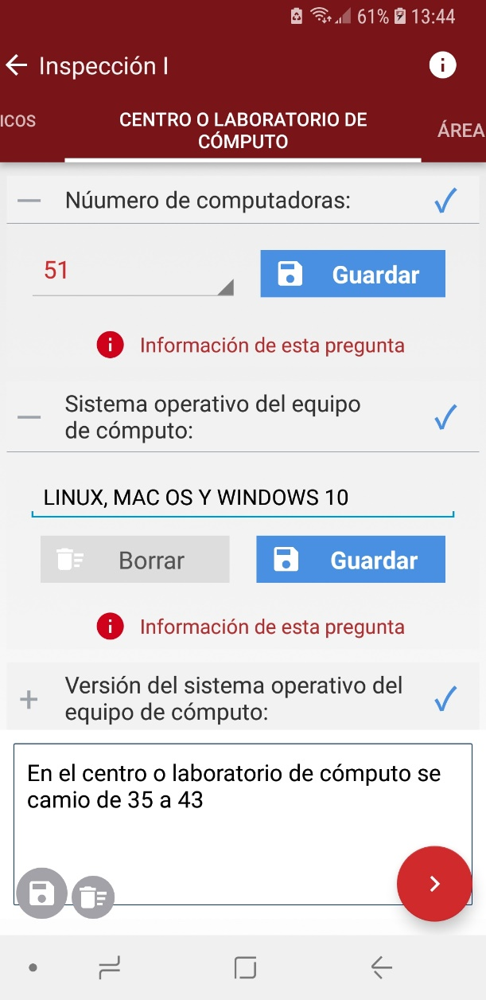 61% 13:44
Inspección I
ICOS
CENTRO O LABORATORIO DE
CÓMPUTO
ÁREA
Núumero de computadoras:
51
Guardar
Información de esta pregunta
Sistema operativo del equipo
de cómputo:
LINUX, MAC OS Y WINDOWS 10
Borrar
Guardar
Información de esta pregunta
Versión del sistema operativo del
equipo de cómputo:
En el centro o laboratorio de cómputo se
camio de 35 a 43